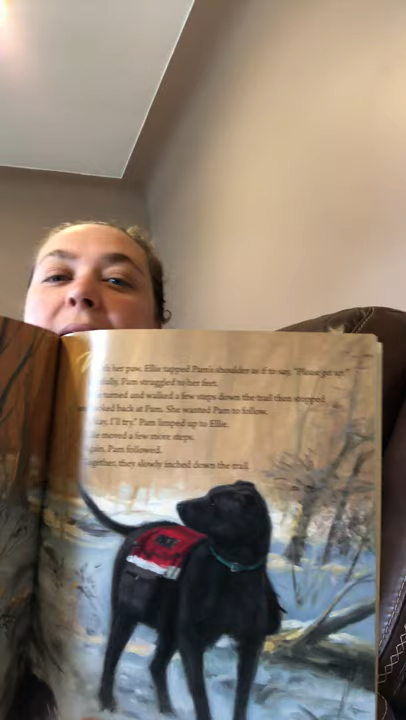 With her paw, Ellie tapped Pam's shoulder as if to say, "Please get up."
Pam struggled to her feet.
turned and walked a few steps down the trail then stopped
looked back at Pam. She wanted Pam to follow.
I'll try." Pam limped up to Ellie.
moved a few more steps.
Pam followed.
Together, they slowly inched down the trail.